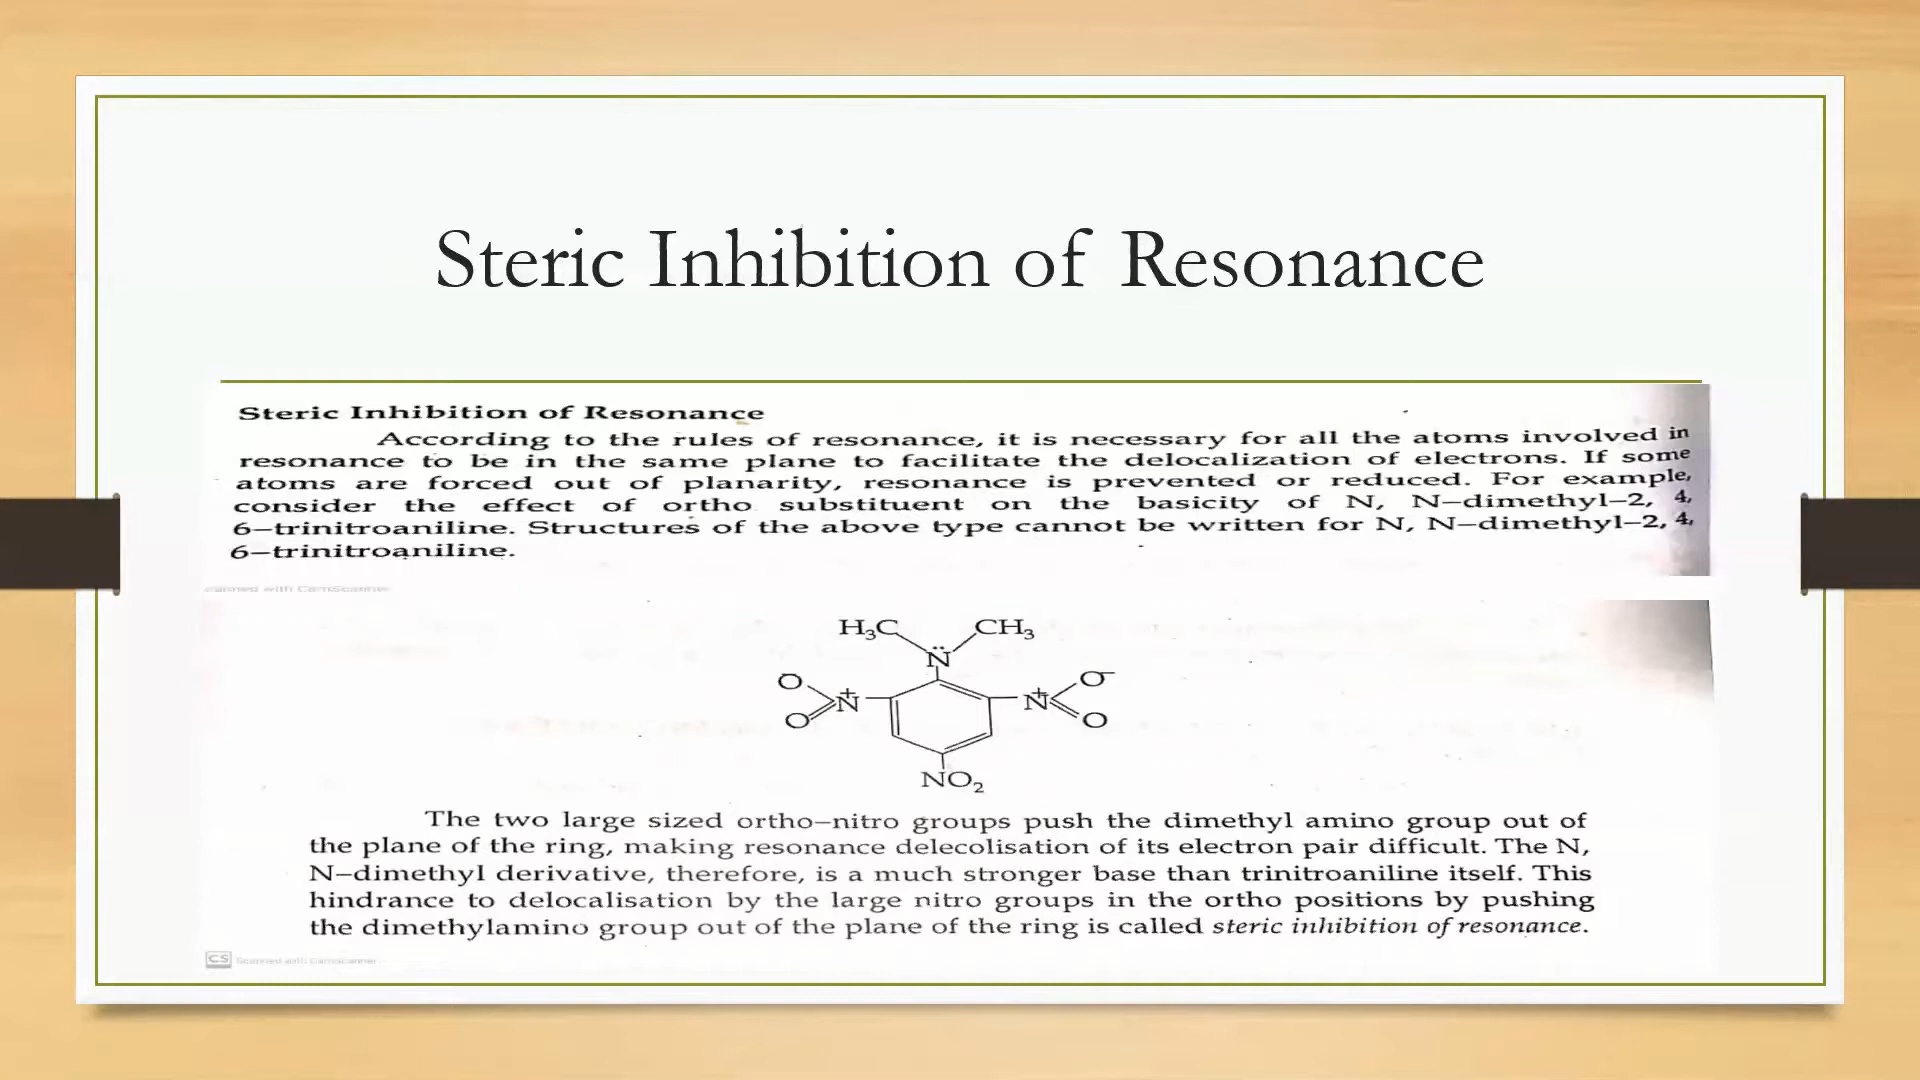 Steric Inhibition of Resonance
Steric Inhibition of Resonance
According to the rules of resonance, it is necessary for all the atoms involved in
resonance to be in the same plane to facilitate the delocalization of electrons. If some
atoms are forced out of planarity, resonance is prevented or reduced. For example,
consider the effect of ortho substituent on the basicity of N, N–dimethyl–2, 4,
6–trinitroaniline. Structures of the above type cannot be written for N, N–dimethyl–2, 4,
6–trinitroaniline.
canned with CamScanner
H₃C CH₃
N̈
O N⁺ N⁺ O⁻
O O
NO₂
The two large sized ortho–nitro groups push the dimethyl amino group out of
the plane of the ring, making resonance delecolisation of its electron pair difficult. The N,
N–dimethyl derivative, therefore, is a much stronger base than trinitroaniline itself. This
hindrance to delocalisation by the large nitro groups in the ortho positions by pushing
the dimethylamino group out of the plane of the ring is called steric inhibition of resonance.
CS Scanned with CamScanner